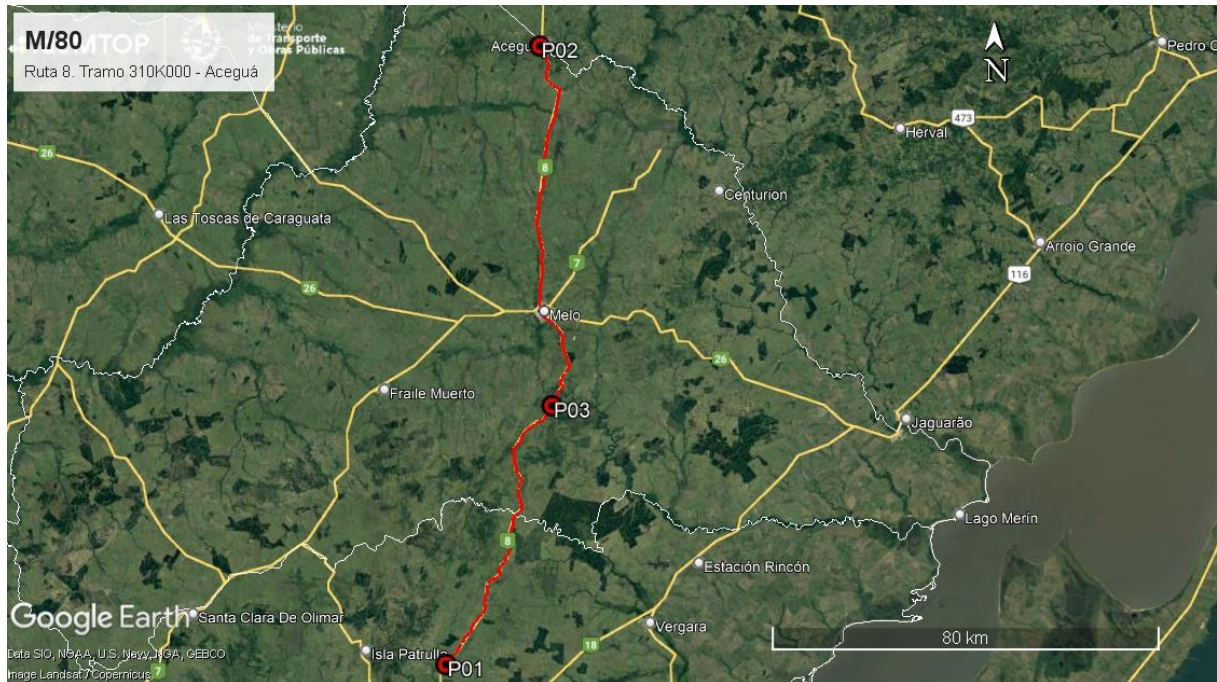 M/80
MTOP
Ministerio
de Transporte
y Obras Públicas
Ruta 8. Tramo 310K000 - Aceguá
Acegu
P02
N
Pedro O
473
Herval
26
8
Centurion
Las Toscas de Caraguata
7
Arroio Grande
116
26
Melo
26
Fraile Muerto
P03
Jaguarão
Lago Merín
8
Estación Rincón
Google Earth
Santa Clara De Olimar
Vergara
80 km
18
Isla Patrulla
P01
Data SIO, NOAA, U.S. Navy, NGA, GEBCO
Image Landsat / Copernicus
7